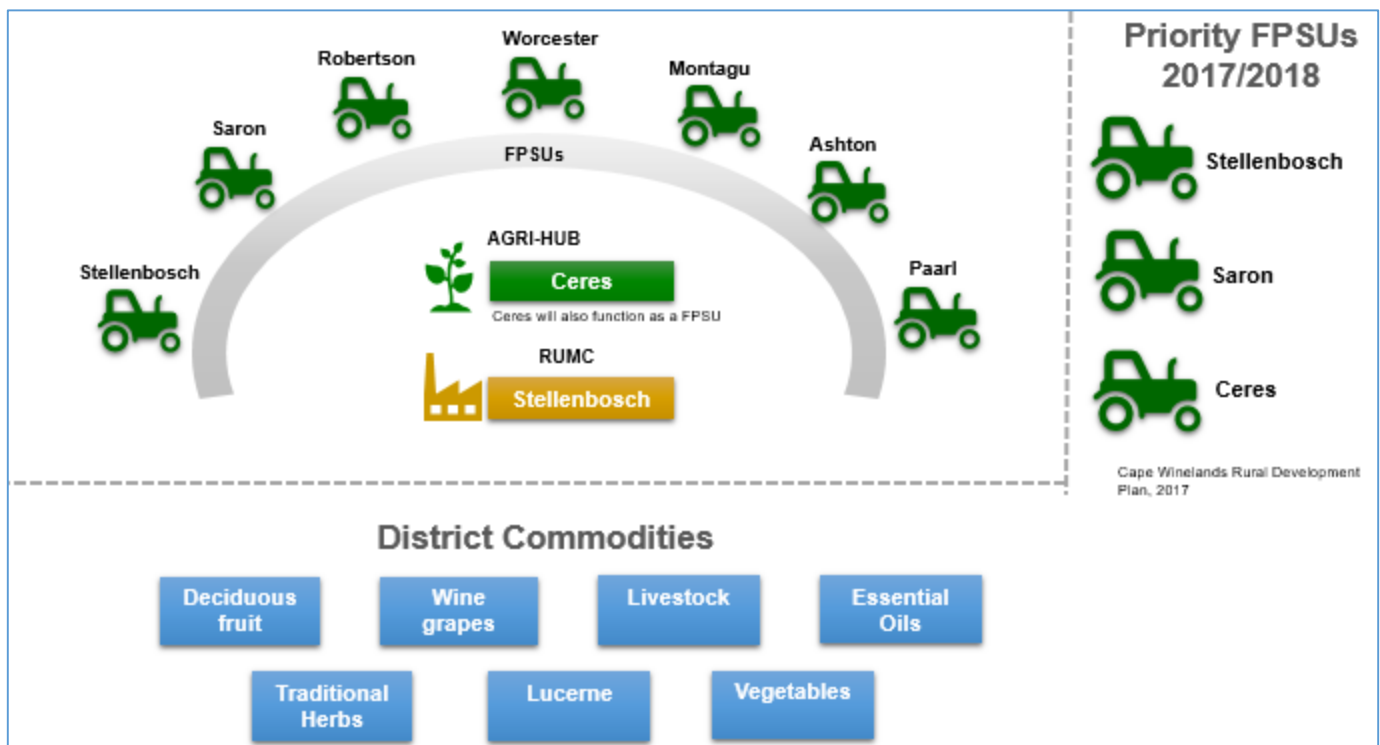 Worcester
Robertson
Montagu
Saron
Ashton
FPSUs
Stellenbosch
Paarl
AGRI-HUB
Ceres
Ceres will also function as a FPSU
RUMC
Stellenbosch
Priority FPSUs
2017/2018
Stellenbosch
Saron
Ceres
Cape Winelands Rural Development
Plan, 2017
District Commodities
Deciduous
fruit
Wine
grapes
Livestock
Essential
Oils
Traditional
Herbs
Lucerne
Vegetables